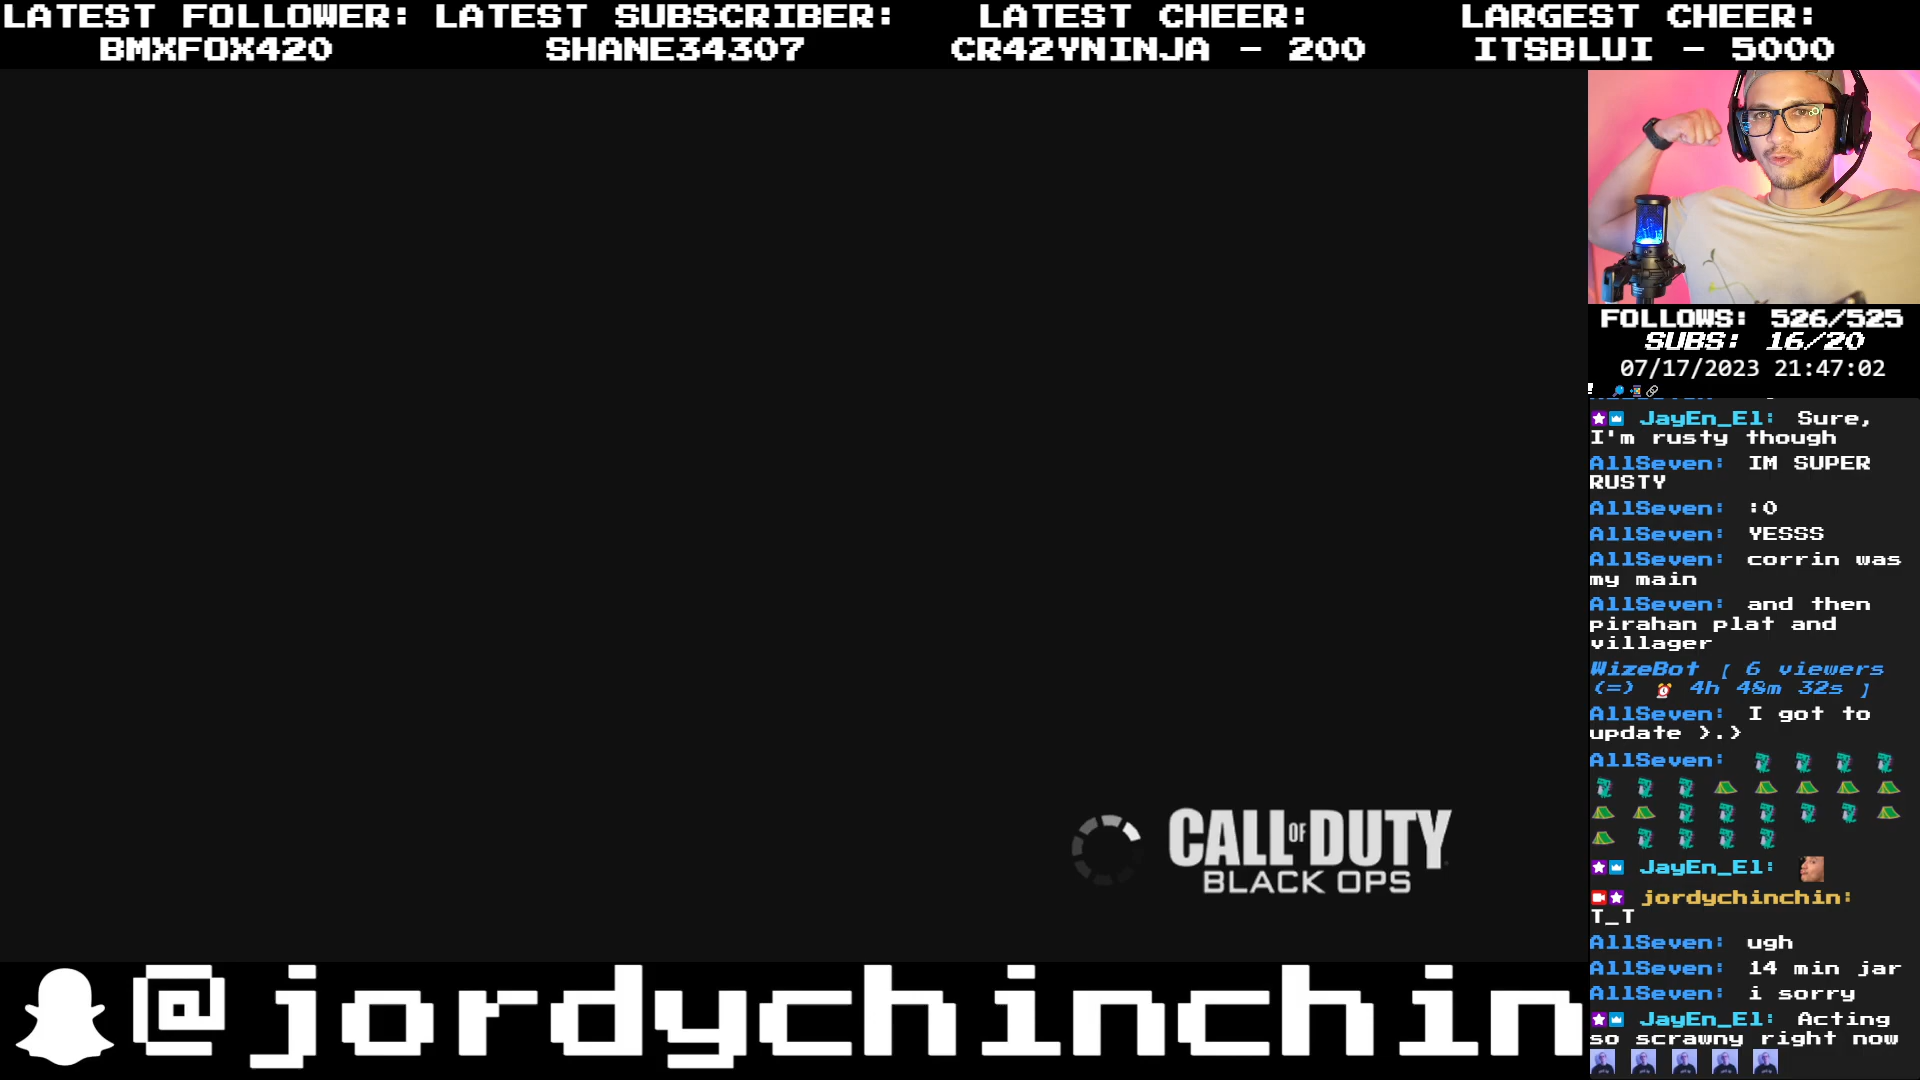 LATEST FOLLOWER:
BMXFOX420
LATEST SUBSCRIBER:
SHANE34307
LATEST CHEER:
CR42YNINJA - 200
LARGEST CHEER:
ITSBLUI - 5000
FOLLOWS: 526/525
SUBS: 16/20
07/17/2023 21:47:02
JayEn_El: Sure,
I'm rusty though
AllSeven: IM SUPER
RUSTY
AllSeven: :O
AllSeven: YESSS
AllSeven: corrin was
my main
AllSeven: and then
pirahan plat and
villager
WizeBot [ 6 viewers
(=) ⏰ 4h 48m 32s ]
AllSeven: I got to
update >.>
AllSeven:
JayEn_El:
jordychinchin:
T_T
AllSeven: ugh
AllSeven: 14 min jar
AllSeven: i sorry
JayEn_El: Acting
so scrawny right now
CALL OF DUTY
BLACK OPS
@jordychinchin